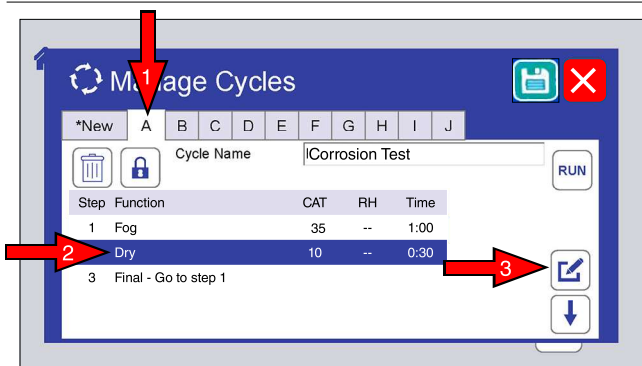 Manage Cycles
1
*New A B C D E F G H I J
Cycle Name Corrosion Test
RUN
Step Function CAT RH Time
1 Fog 35 -- 1:00
2 Dry 10 -- 0:30
3
3 Final - Go to step 1